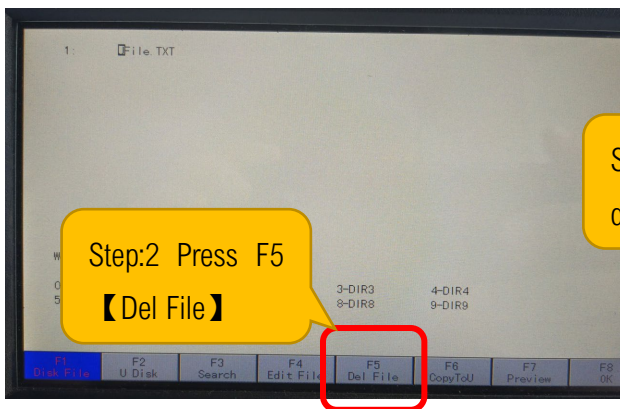 1: File.TXT
S
Step:2 Press F5
【Del File】
3-DIR3 4-DIR4
8-DIR8 9-DIR9
F1 F2 F3 F4 F5 F6 F7 F8
Disk File U Disk Search Edit File Del File CopyToU Preview OK